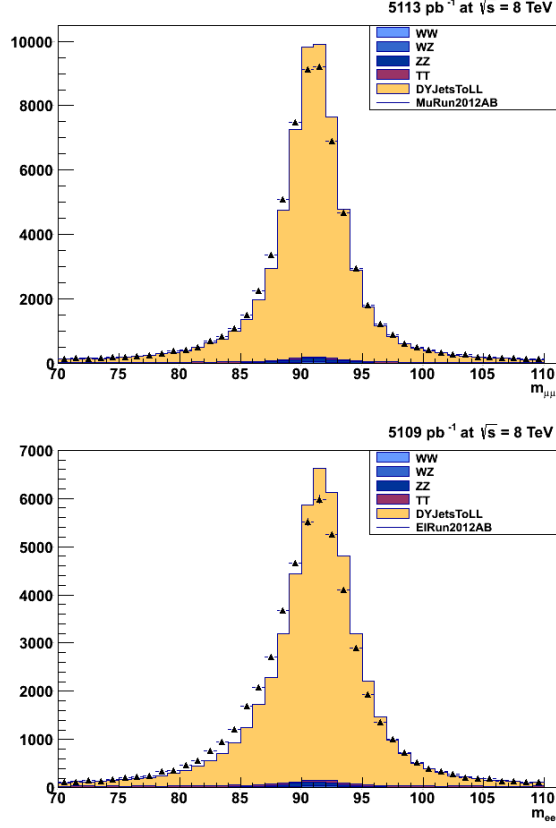 5113 pb⁻¹ at √s = 8 TeV
WW
WZ
ZZ
TT
DYJetsToLL
MuRun2012AB
10000
8000
6000
4000
2000
0
70 75 80 85 90 95 100 105 110
m_μμ
5109 pb⁻¹ at √s = 8 TeV
WW
WZ
ZZ
TT
DYJetsToLL
ElRun2012AB
7000
6000
5000
4000
3000
2000
1000
0
70 75 80 85 90 95 100 105 110
m_ee